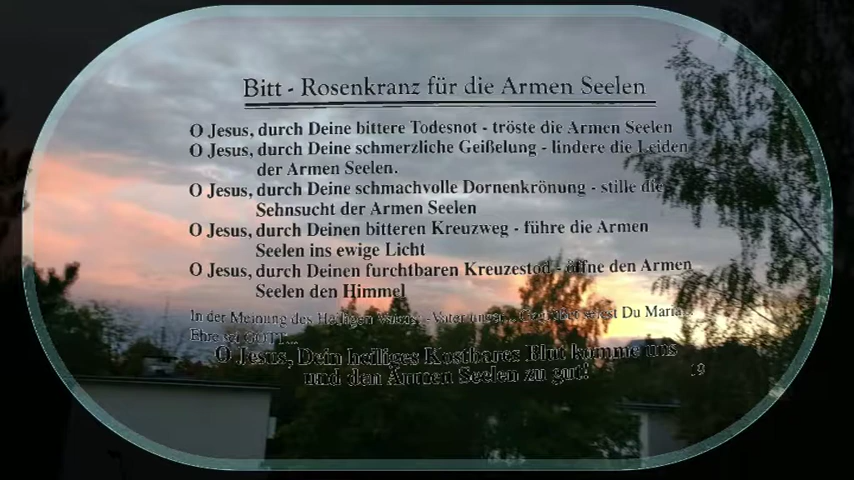 Bitt - Rosenkranz für die Armen Seelen
O Jesus, durch Deine bittere Todesnot - tröste die Armen Seelen
O Jesus, durch Deine schmerzliche Geißelung - lindere die Leiden
der Armen Seelen.
O Jesus, durch Deine schmachvolle Dornenkrönung - stille die
Sehnsucht der Armen Seelen
O Jesus, durch Deinen bitteren Kreuzweg - führe die Armen
Seelen ins ewige Licht
O Jesus, durch Deinen furchtbaren Kreuzestod - öffne den Armen
Seelen den Himmel
In der Meinung des Heiligen Vaters: - Vater unser... Gegrüßet seist Du Maria
Ehre sei GOTT...
O Jesus, Dein heiliges Kostbares Blut komme uns
und den Armen Seelen zu gut!
19